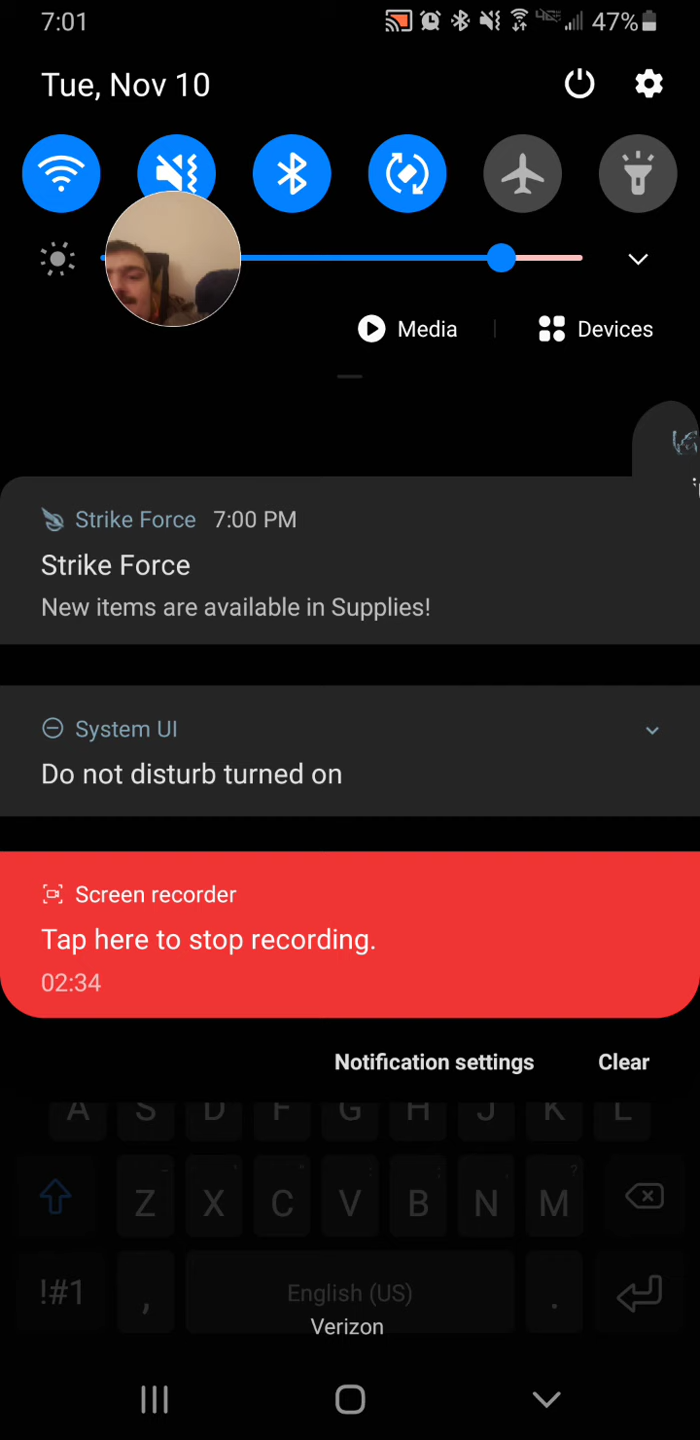 7:01
47%
Tue, Nov 10
Media
Devices
Strike Force 7:00 PM
Strike Force
New items are available in Supplies!
System UI
Do not disturb turned on
Screen recorder
Tap here to stop recording.
02:34
Notification settings Clear
A S D F G H J K L
Z X C V B N M
!#1 , English (US) .
Verizon